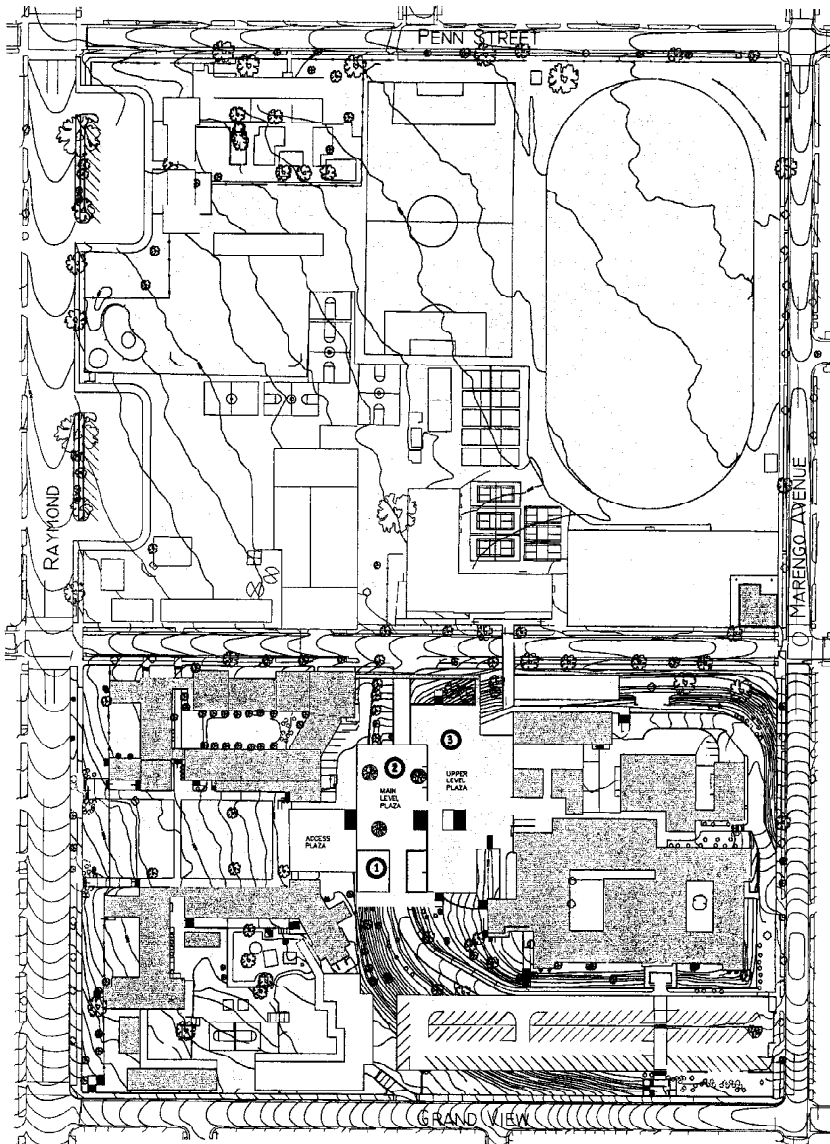 PENN STREET
RAYMOND
MARENGO AVENUE
3
2
MAIN
LEVEL
PLAZA
UPPER
LEVEL
PLAZA
ACCESS
PLAZA
1
GRAND VIEW